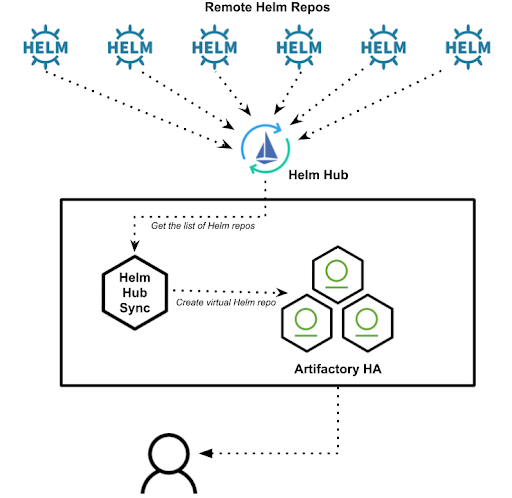 Remote Helm Repos
HELM HELM HELM HELM HELM HELM
Helm Hub
Get the list of Helm repos
Helm
Hub
Sync
Create virtual Helm repo
Artifactory HA